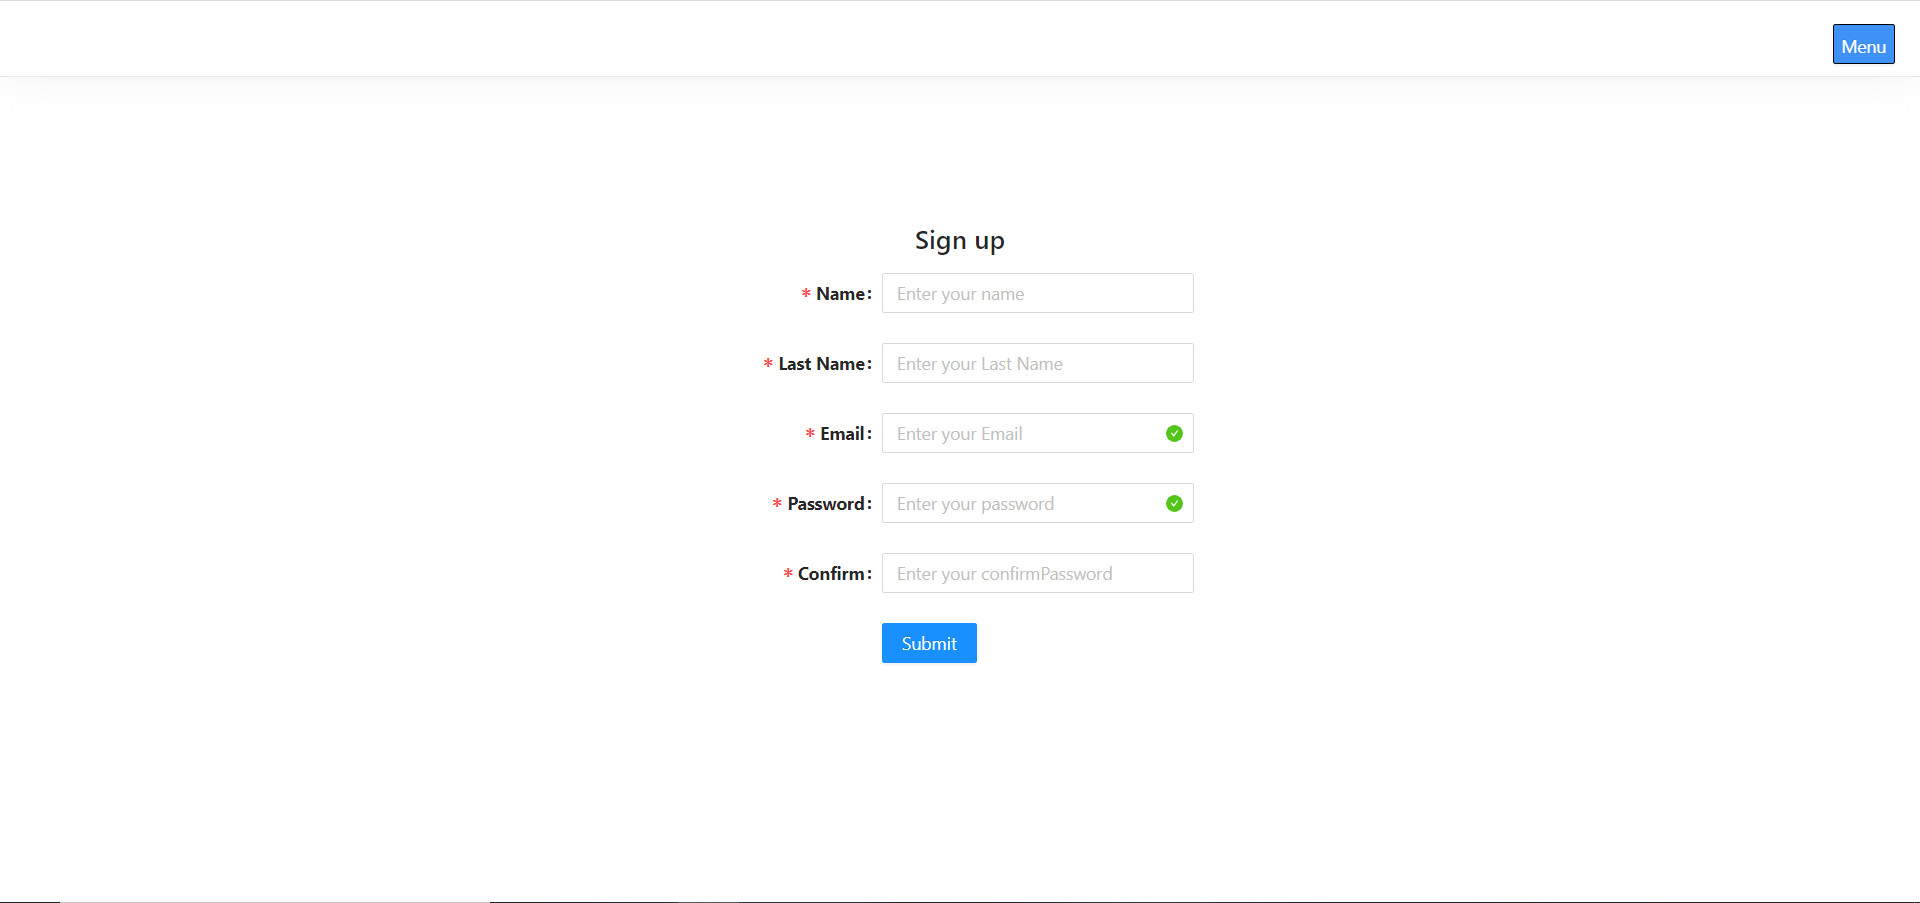 Menu
Sign up
* Name: Enter your name
* Last Name: Enter your Last Name
* Email: Enter your Email
* Password: Enter your password
* Confirm: Enter your confirmPassword
Submit